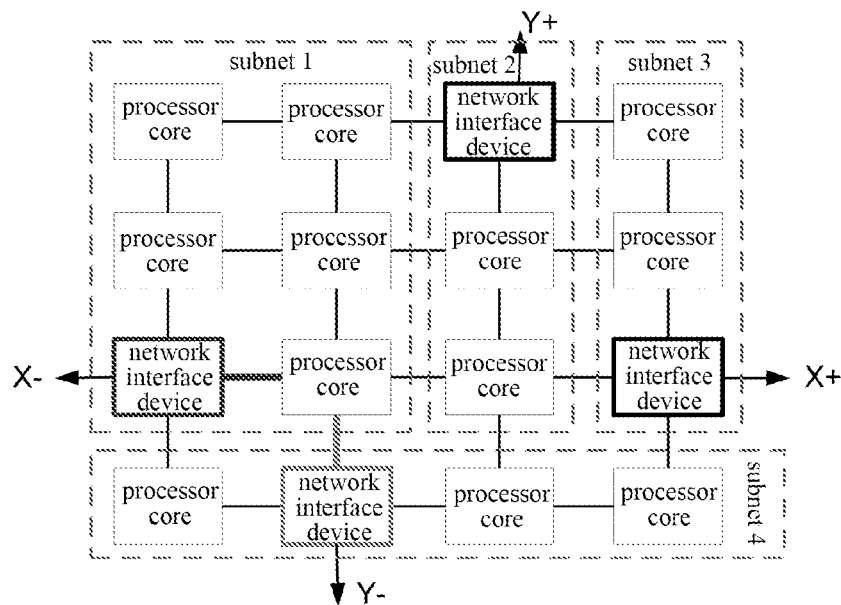 Y+
subnet 1
subnet 2
subnet 3
processor
core
processor
core
network
interface
device
processor
core
processor
core
processor
core
processor
core
processor
core
X-
network
interface
device
processor
core
processor
core
network
interface
device
X+
processor
core
network
interface
device
processor
core
processor
core
subnet 4
Y-